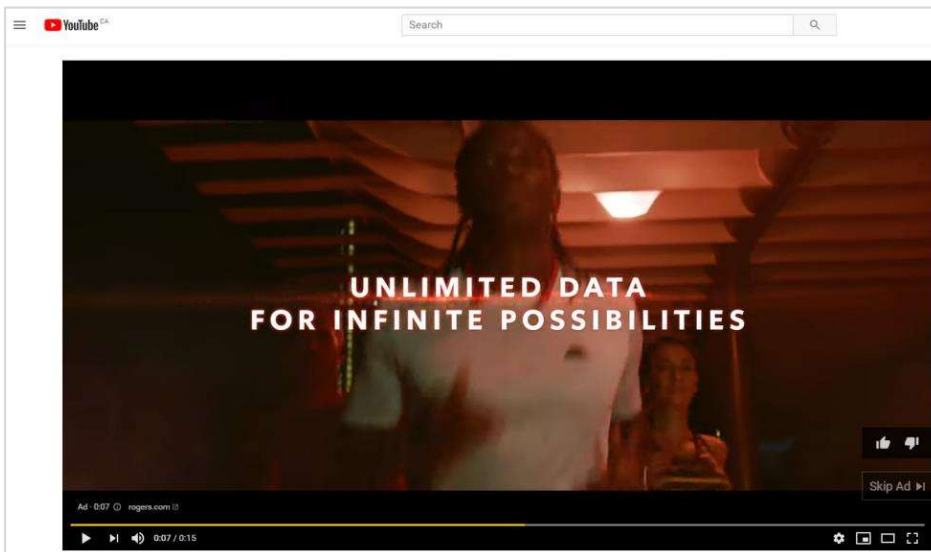 YouTube CA
Search
UNLIMITED DATA
FOR INFINITE POSSIBILITIES
Skip Ad
Ad · 0:07 rogers.com
0:07 / 0:15